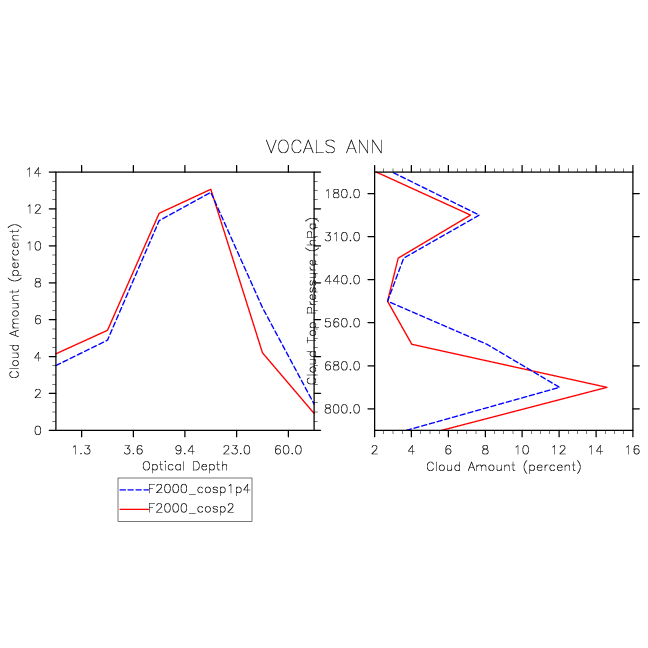 VOCALS ANN
Cloud Amount (percent)
14
12
10
8
6
4
2
0
1.3 3.6 9.4 23.0 60.0
Optical Depth
Cloud Top Pressure (hPa)
180.0
310.0
440.0
560.0
680.0
800.0
2 4 6 8 10 12 14 16
Cloud Amount (percent)
F2000_cosp1p4
F2000_cosp2